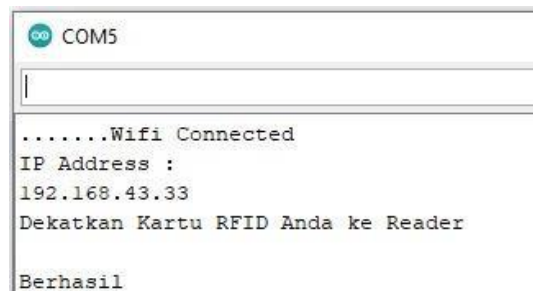 COM5
.......Wifi Connected
IP Address :
192.168.43.33
Dekatkan Kartu RFID Anda ke Reader
Berhasil